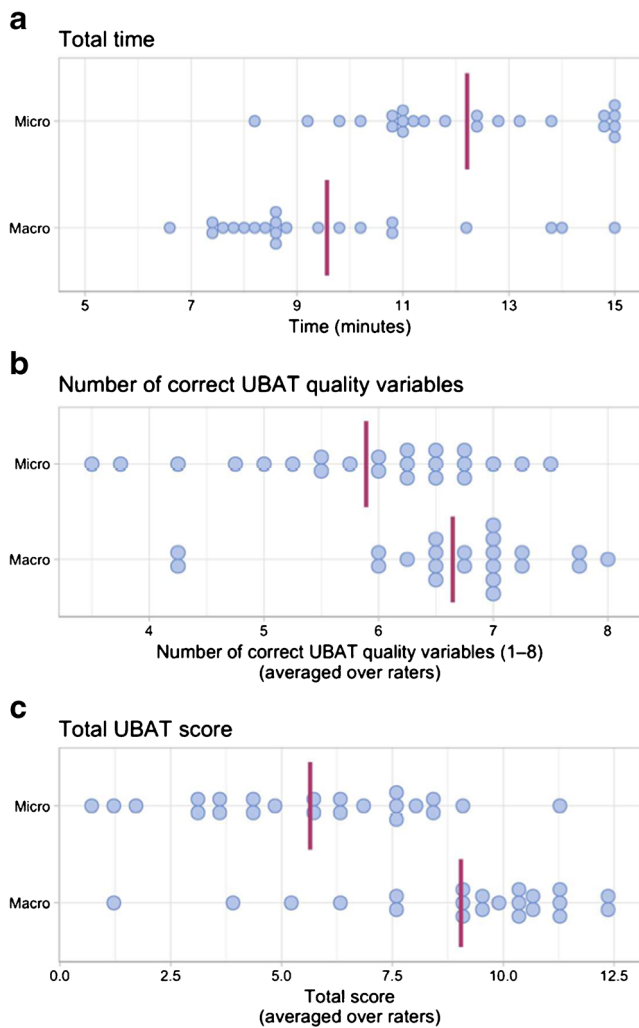 a
Total time
Micro
Macro
5 7 9 11 13 15
Time (minutes)
b
Number of correct UBAT quality variables
Micro
Macro
4 5 6 7 8
Number of correct UBAT quality variables (1–8)
(averaged over raters)
c
Total UBAT score
Micro
Macro
0.0 2.5 5.0 7.5 10.0 12.5
Total score
(averaged over raters)